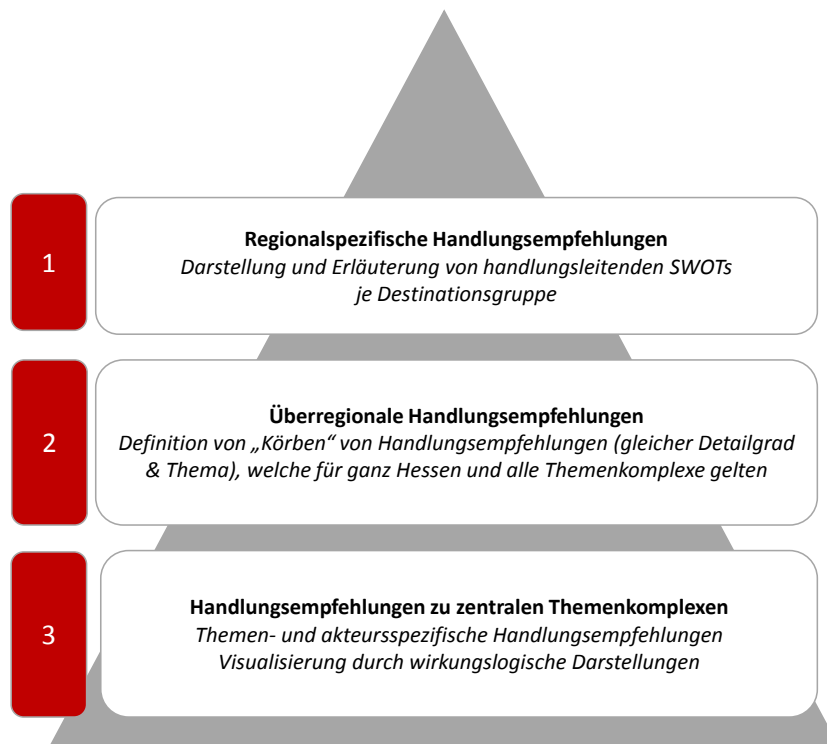 1
Regionalspezifische Handlungsempfehlungen
Darstellung und Erläuterung von handlungsleitenden SWOTs
je Destinationsgruppe
2
Überregionale Handlungsempfehlungen
Definition von „Körben“ von Handlungsempfehlungen (gleicher Detailgrad
& Thema), welche für ganz Hessen und alle Themenkomplexe gelten
3
Handlungsempfehlungen zu zentralen Themenkomplexen
Themen- und akteursspezifische Handlungsempfehlungen
Visualisierung durch wirkungslogische Darstellungen